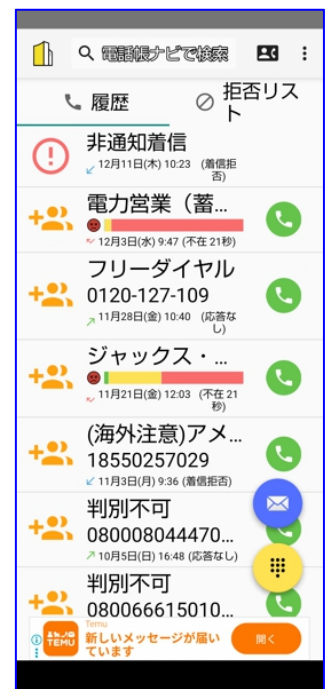 電話帳ナビで検索
履歴
拒否リス
ト
非通知着信
12月11日(木) 10:23 (着信拒
否)
電力営業（蓄...
12月3日(水) 9:47 (不在 21秒)
フリーダイヤル
0120-127-109
11月28日(金) 10:40 (応答な
し)
ジャックス・...
11月21日(金) 12:03 (不在 21
秒)
(海外注意)アメ...
18550257029
11月3日(月) 9:36 (着信拒否)
判別不可
080008044470...
10月5日(日) 16:48 (応答なし)
判別不可
080066615010...
Temu
新しいメッセージが届い
ています
TEMU
開く